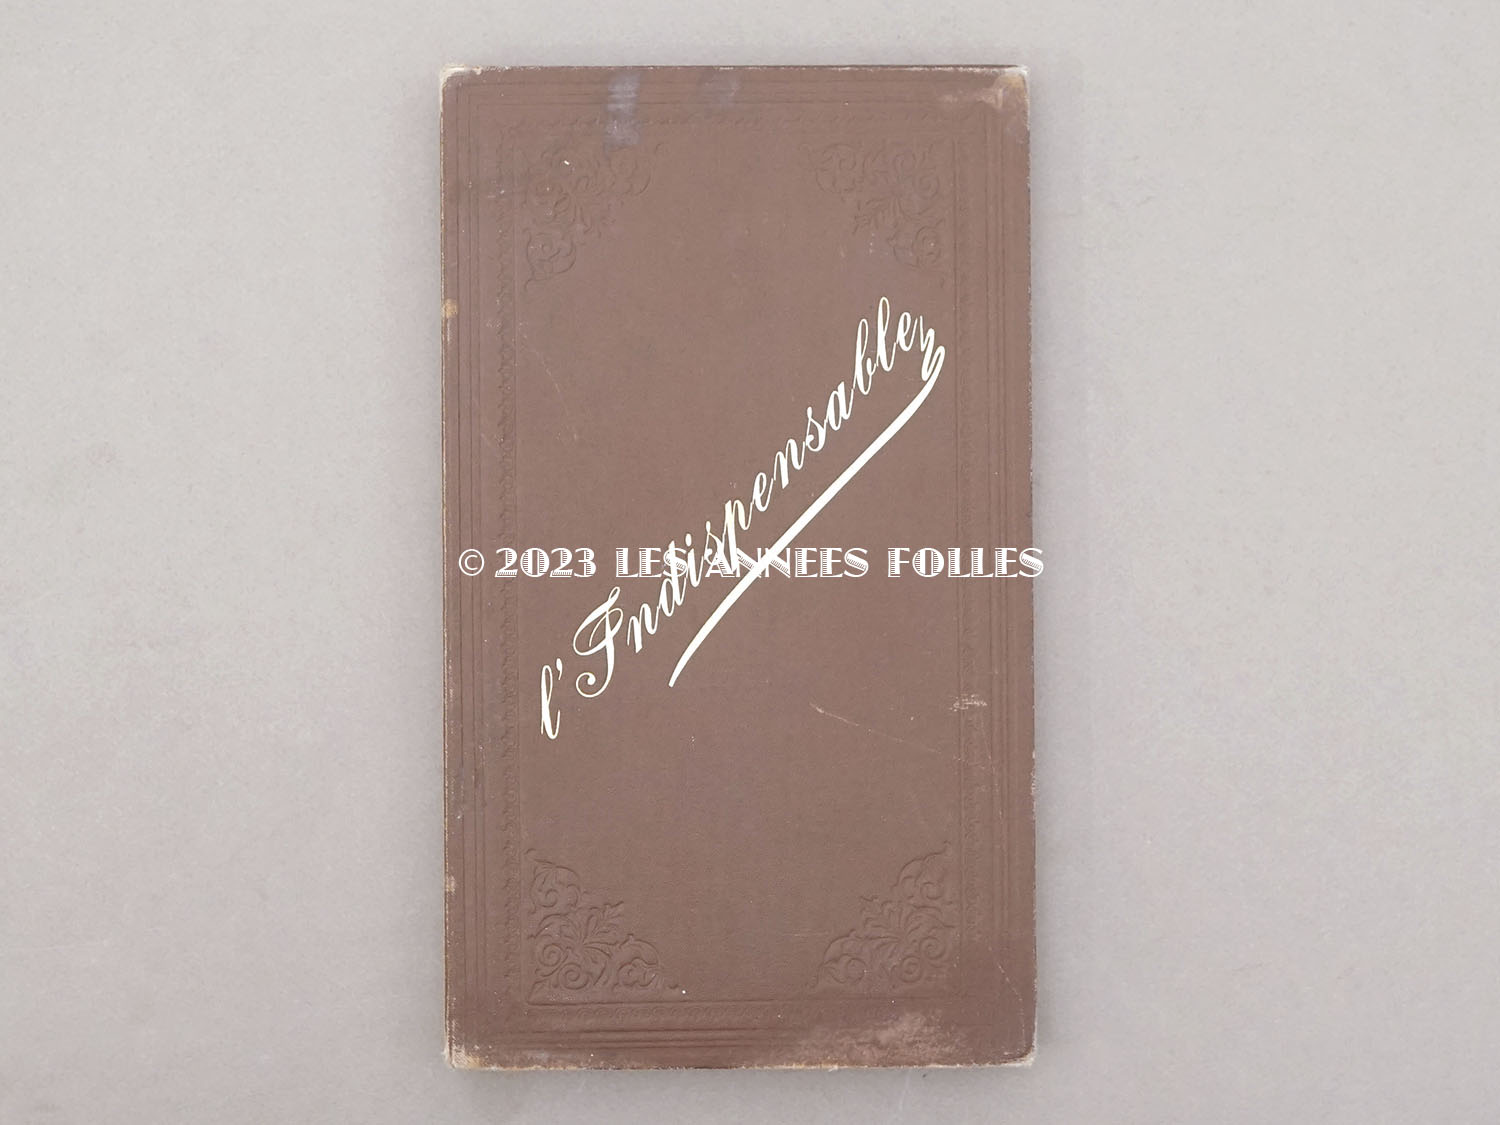 l'Indispensable
© 2023 LES ANNEES FOLLES